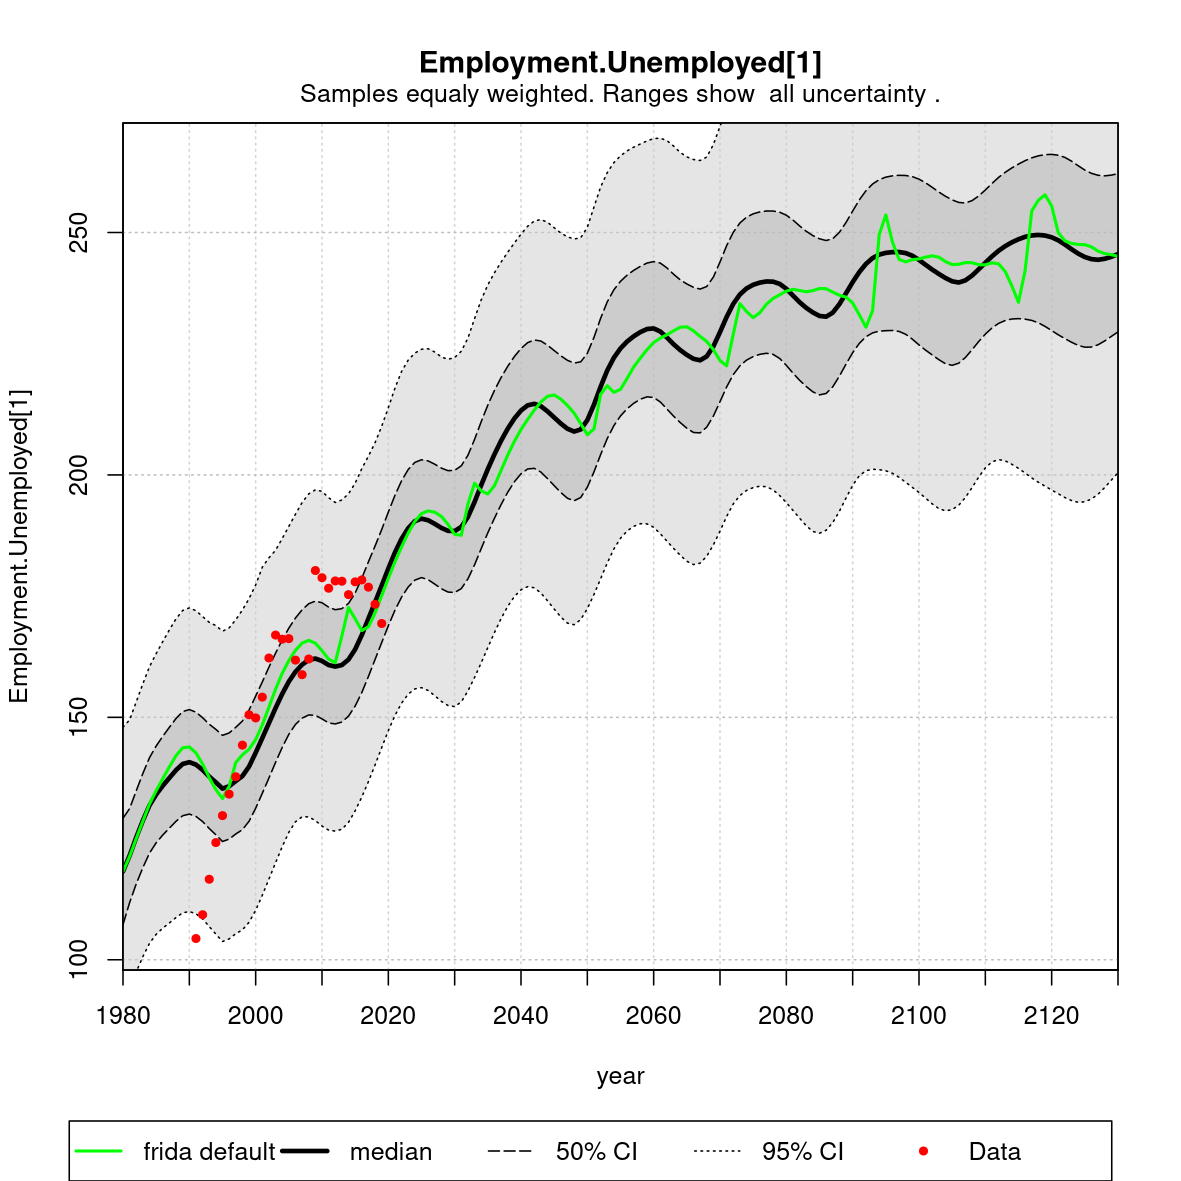 Employment.Unemployed[1]
Samples equaly weighted. Ranges show  all uncertainty .
Employment.Unemployed[1]
250
200
150
100
1980 2000 2020 2040 2060 2080 2100 2120
year
frida default median 50% CI 95% CI Data